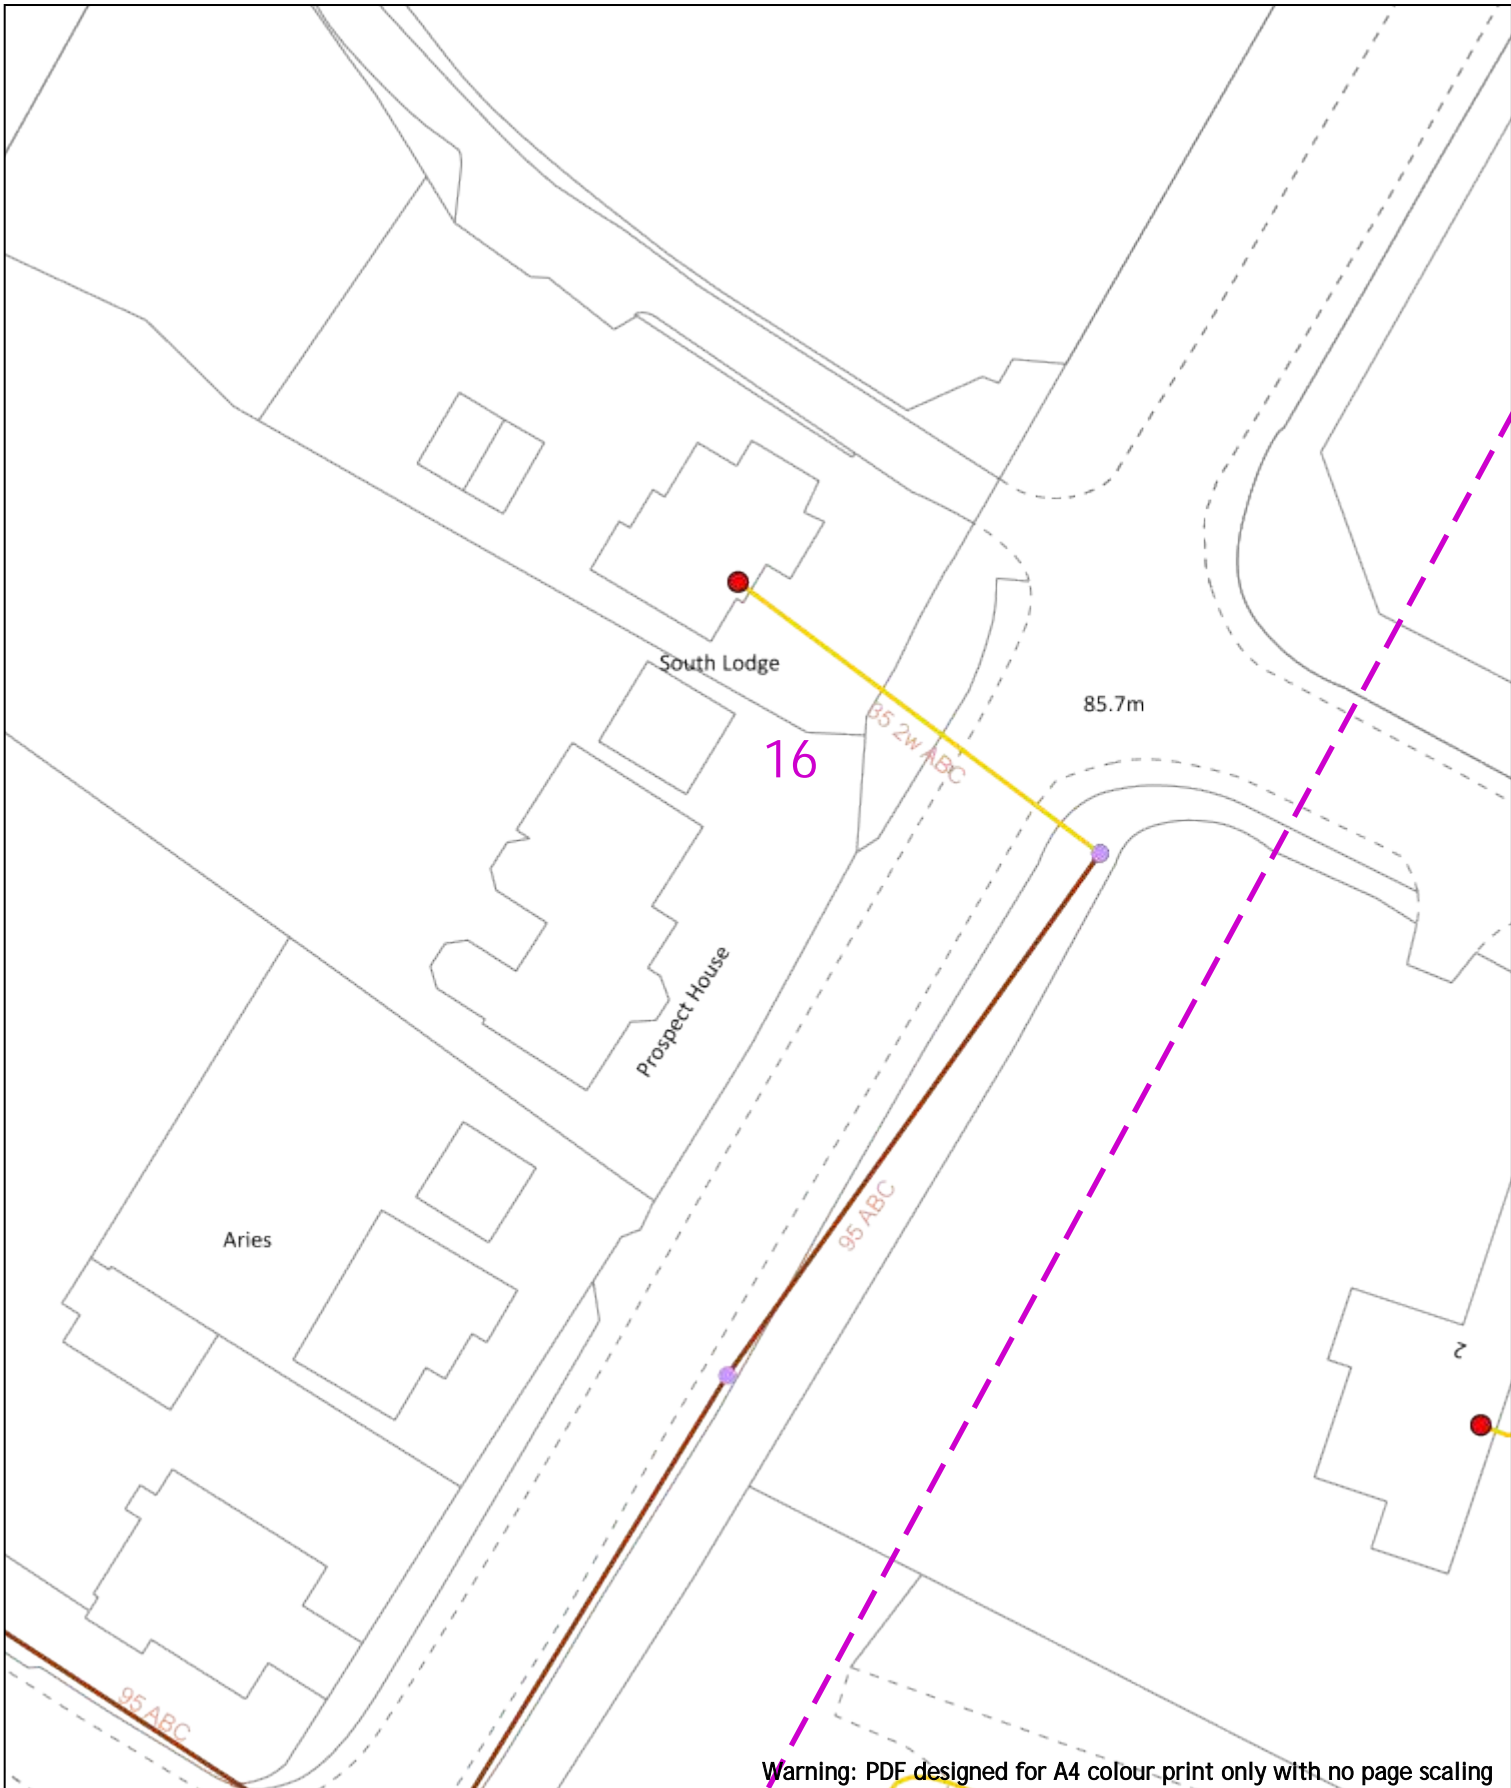 South Lodge
85.7m
35 2w ABC
16
Prospect House
95 ABC
Aries
2
95 ABC
Warning: PDF designed for A4 colour print only with no page scaling